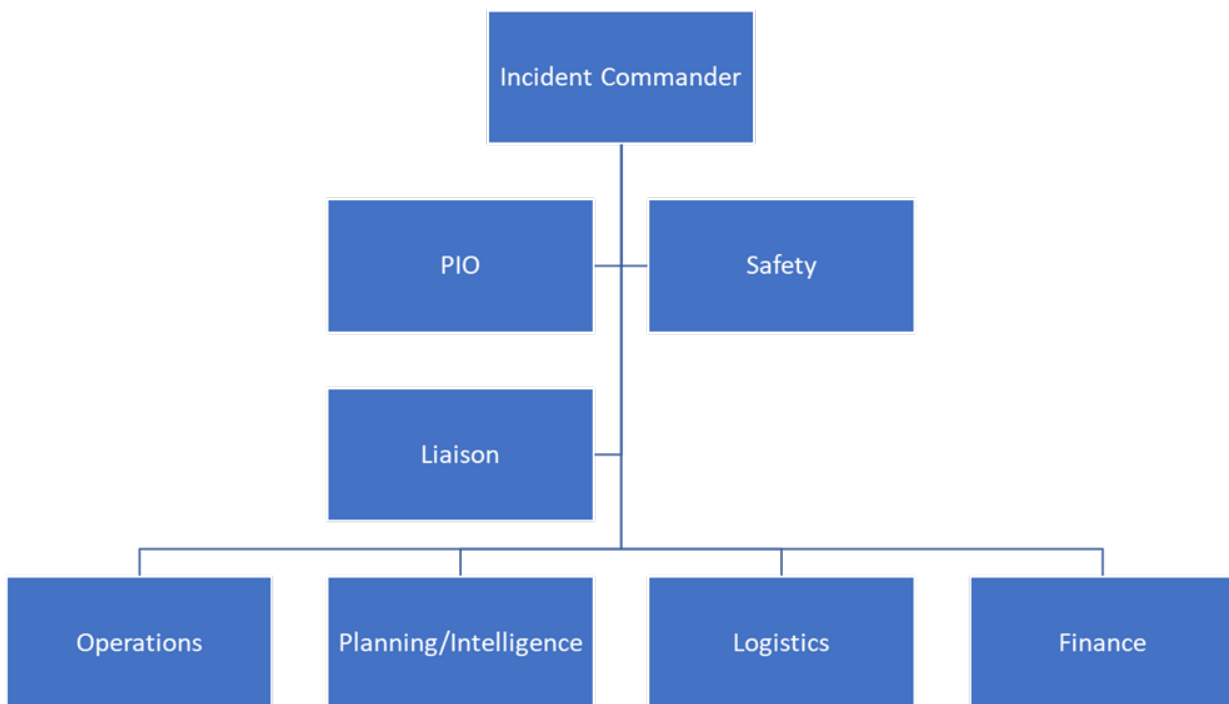 Incident Commander
PIO
Safety
Liaison
Operations
Planning/Intelligence
Logistics
Finance